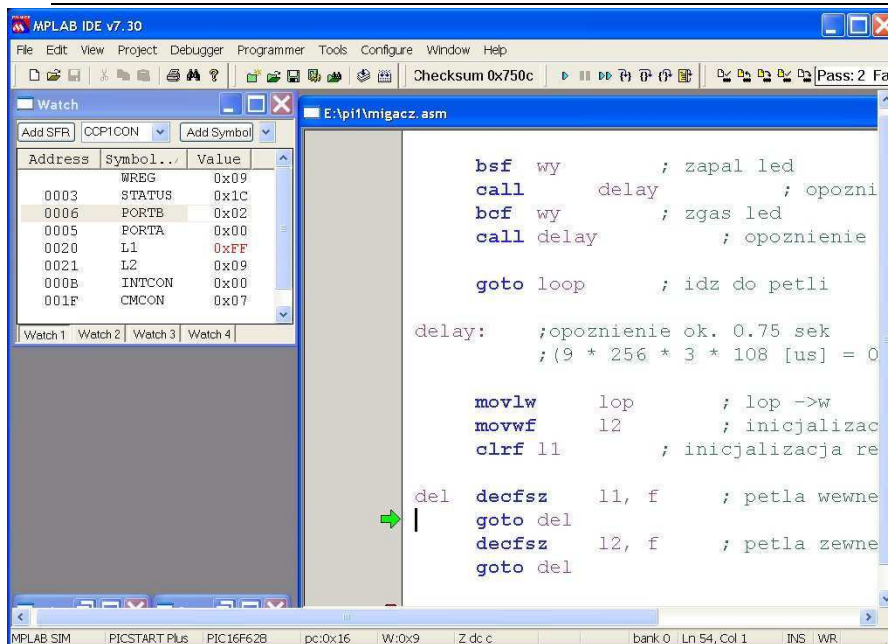 MPLAB IDE v7.30
File Edit View Project Debugger Programmer Tools Configure Window Help
Checksum 0x750c Pass: 2 Fa
Watch
Add SFR CCP1CON Add Symbol
Address Symbol.. Value
WREG 0x09
0003 STATUS 0x1C
0006 PORTB 0x02
0005 PORTA 0x00
0020 L1 0xFF
0021 L2 0x09
000B INTCON 0x00
001F CMCON 0x07
Watch 1 Watch 2 Watch 3 Watch 4
E:\pi1\migacz.asm
bsf wy ; zapal led
call delay ; opozni
bcf wy ; zgas led
call delay ; opoznienie
goto loop ; idz do petli
delay: ;opoznienie ok. 0.75 sek
;(9 * 256 * 3 * 108 [us] = 0
movlw lop ; lop ->w
movwf l2 ; inicjalizac
clrf l1 ; inicjalizacja re
del decfsz l1, f ; petla wewne
goto del
decfsz l2, f ; petla zewne
goto del
MPLAB SIM PICSTART Plus PIC16F628 pc:0x16 W:0x9 Z dc c bank 0 Ln 54, Col 1 INS WR